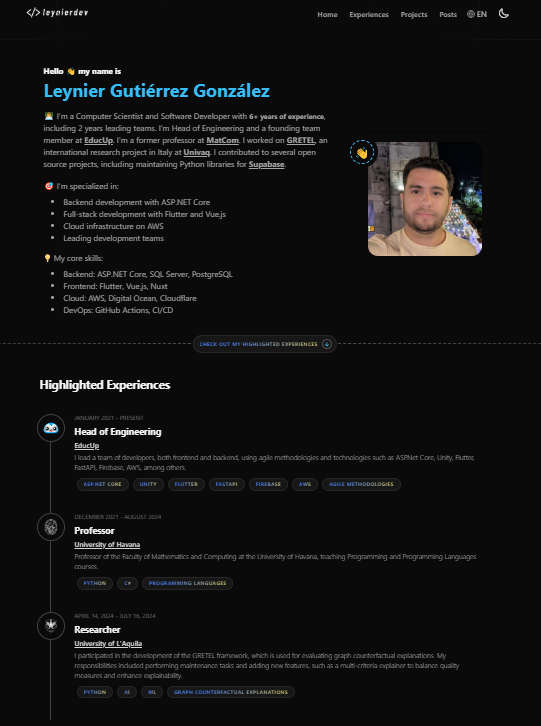 </> leynierdev
Home Experiences Projects Posts EN
Hello 👋 my name is
Leynier Gutiérrez González
👨‍💻 I'm a Computer Scientist and Software Developer with 6+ years of experience,
including 2 years leading teams. I'm Head of Engineering and a founding team
member at EducUp. I'm a former professor at MatCom. I worked on GRETEL, an
international research project in Italy at Univaq. I contributed to several open
source projects, including maintaining Python libraries for Supabase.
🎯 I'm specialized in:
• Backend development with ASP.NET Core
• Full-stack development with Flutter and Vue.js
• Cloud infrastructure on AWS
• Leading development teams
💡 My core skills:
• Backend: ASP.NET Core, SQL Server, PostgreSQL
• Frontend: Flutter, Vue.js, Nuxt
• Cloud: AWS, Digital Ocean, Cloudflare
• DevOps: GitHub Actions, CI/CD
CHECK OUT MY HIGHLIGHTED EXPERIENCES
Highlighted Experiences
JANUARY 2021 - PRESENT
Head of Engineering
EducUp
I lead a team of developers, both frontend and backend, using agile methodologies and technologies such as ASP.Net Core, Unity, Flutter,
FastAPI, Firebase, AWS, among others.
ASP.NET CORE UNITY FLUTTER FASTAPI FIREBASE AWS AGILE METHODOLOGIES
DECEMBER 2021 - AUGUST 2024
Professor
University of Havana
Professor of the Faculty of Mathematics and Computing at the University of Havana, teaching Programming and Programming Languages
courses.
PYTHON C# PROGRAMMING LANGUAGES
APRIL 14, 2024 - JULY 16, 2024
Researcher
University of L'Aquila
I participated in the development of the GRETEL framework, which is used for evaluating graph counterfactual explanations. My
responsibilities included performing maintenance tasks and adding new features, such as a multi-criteria explainer to balance quality
measures and enhance explainability.
PYTHON AI ML GRAPH COUNTERFACTUAL EXPLANATIONS